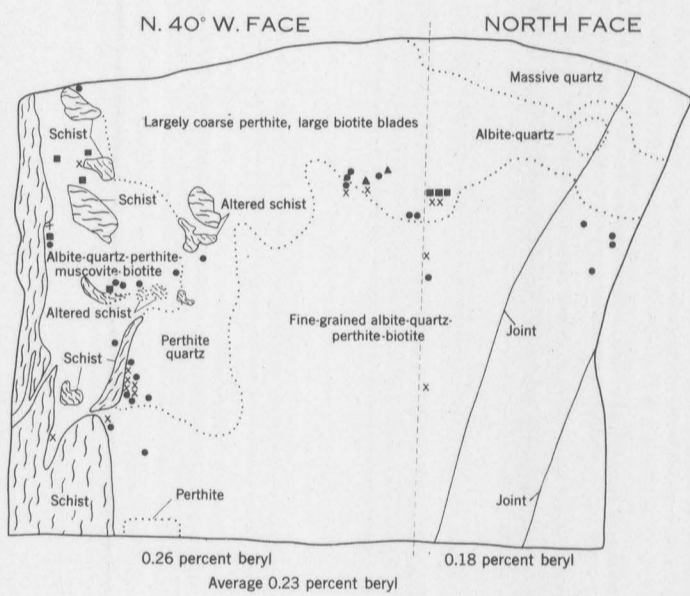 N. 40° W. FACE
NORTH FACE
Massive quartz
Largely coarse perthite, large biotite blades
Albite-quartz
Schist
Schist
Altered schist
Albite-quartz-perthite-
muscovite-biotite
Altered schist
Perthite
quartz
Fine-grained albite-quartz-
perthite-biotite
Joint
Schist
Schist
Perthite
Joint
0.26 percent beryl
0.18 percent beryl
Average 0.23 percent beryl